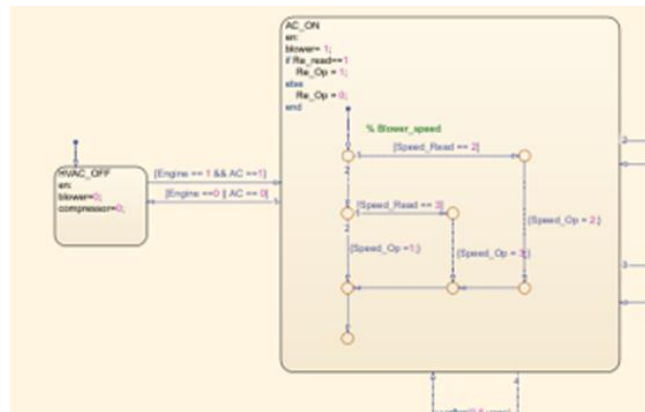 AC_ON
en:
blower= 1;
if Re_read==1
Re_Op = 1;
else
Re_Op = 0;
end
% Blower_speed
1
[Speed_Read == 2]
2
HVAC_OFF
en:
blower=0;
compressor=0;
[Engine == 1 && AC ==1]
[Engine ==0 || AC == 0]
1
1
[Speed_Read == 3]
2
{Speed_Op =1;}
{Speed_Op = 3;}
{Speed_Op = 2;}
2
3
4